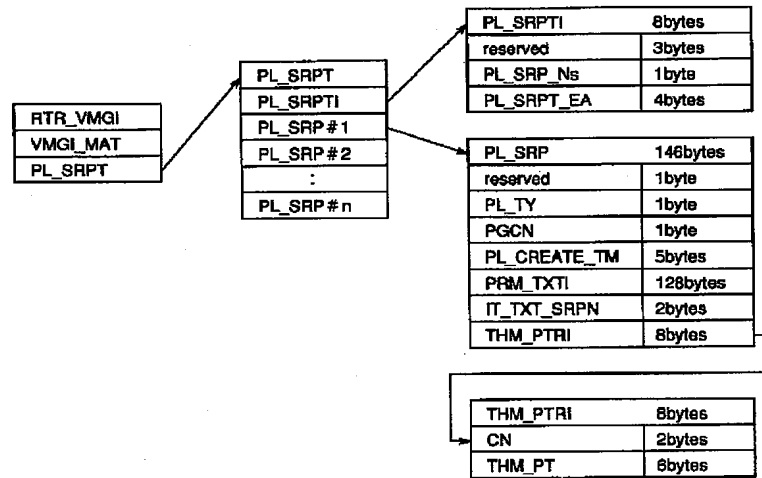 RTR_VMGI
VMGI_MAT
PL_SRPT
PL_SRPT
PL_SRPTI
PL_SRP#1
PL_SRP#2
:
PL_SRP#n
PL_SRPTI 8bytes
reserved 3bytes
PL_SRP_Ns 1byte
PL_SRPT_EA 4bytes
PL_SRP 146bytes
reserved 1byte
PL_TY 1byte
PGCN 1byte
PL_CREATE_TM 5bytes
PRM_TXTI 128bytes
IT_TXT_SRPN 2bytes
THM_PTRI 8bytes
THM_PTRI 8bytes
CN 2bytes
THM_PT 6bytes